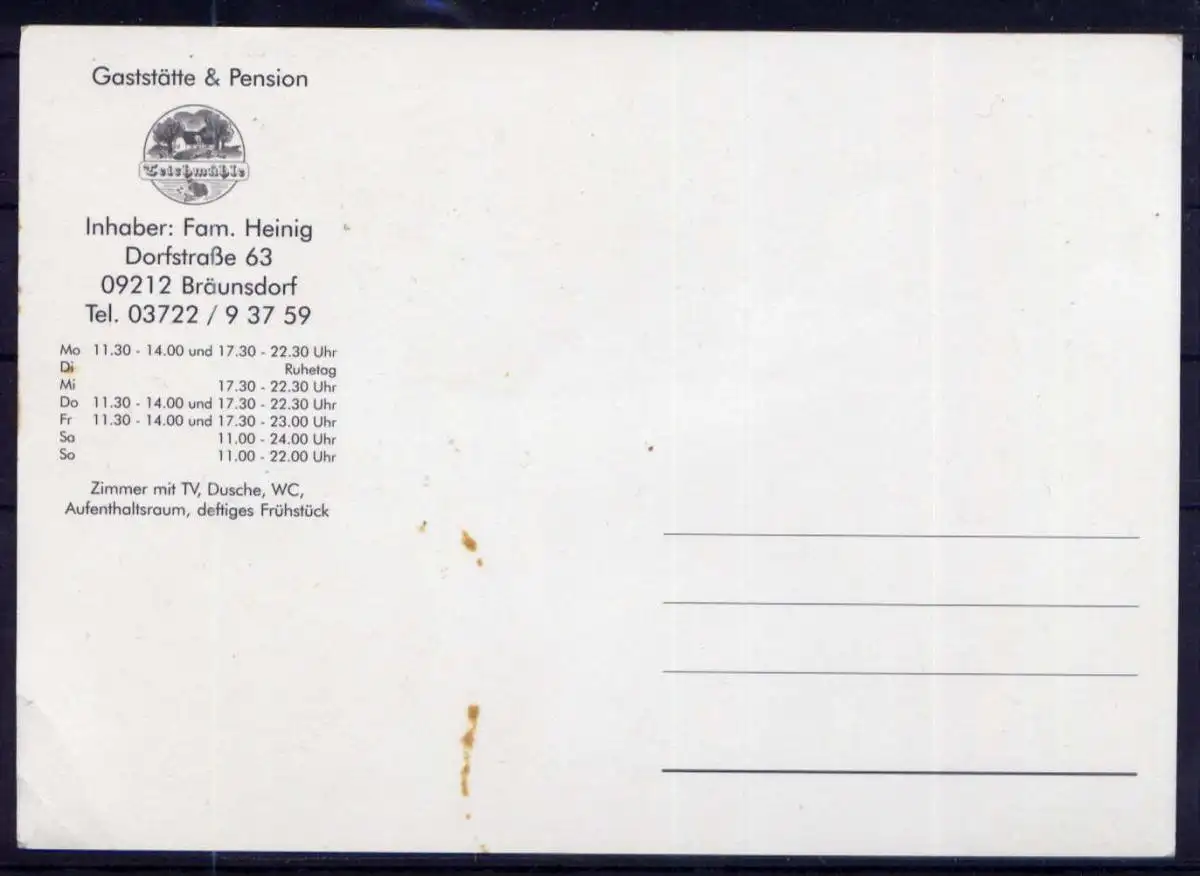 Gaststätte & Pension
Teichmühle
Inhaber: Fam. Heinig
Dorfstraße 63
09212 Bräunsdorf
Tel. 03722 / 9 37 59
Mo 11.30 - 14.00 und 17.30 - 22.30 Uhr
Di Ruhetag
Mi 17.30 - 22.30 Uhr
Do 11.30 - 14.00 und 17.30 - 22.30 Uhr
Fr 11.30 - 14.00 und 17.30 - 23.00 Uhr
Sa 11.00 - 24.00 Uhr
So 11.00 - 22.00 Uhr
Zimmer mit TV, Dusche, WC,
Aufenthaltsraum, deftiges Frühstück